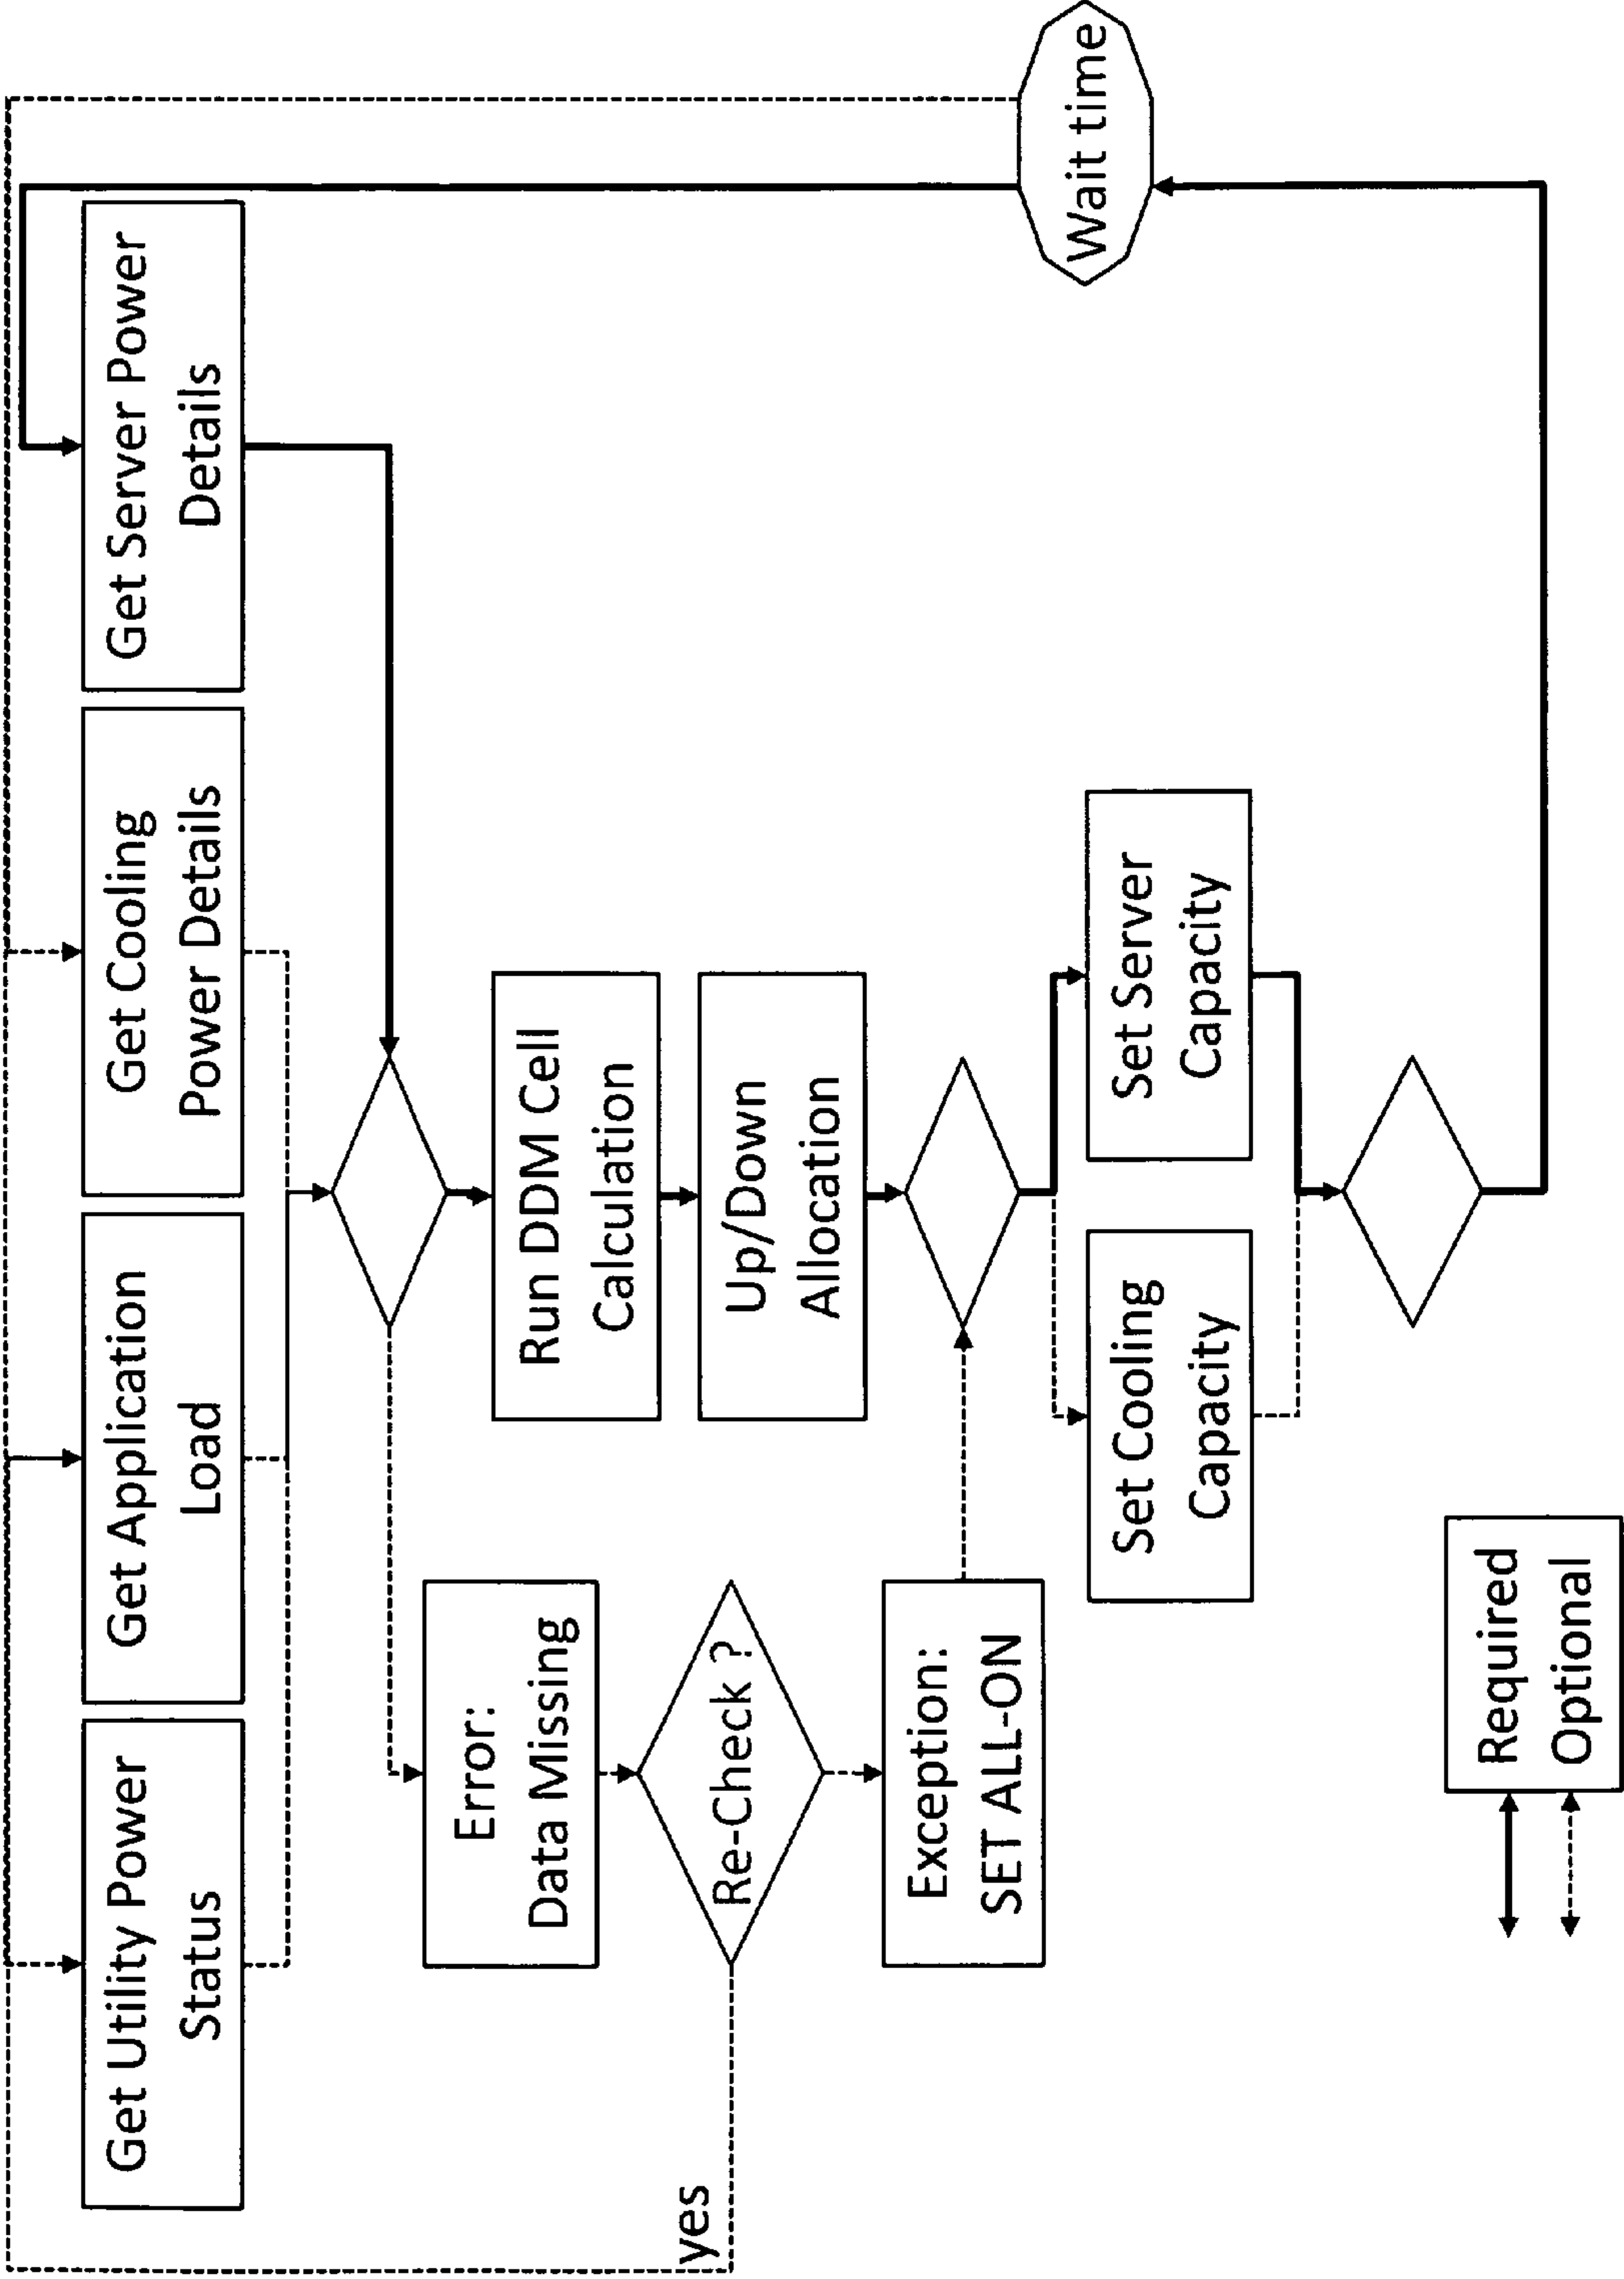 Get Utility Power
Status
Get Application
Load
Get Cooling
Power Details
Get Server Power
Details
Error:
Data Missing
Run DDM Cell
Calculation
yes
Re-Check ?
Up/Down
Allocation
Exception:
SET ALL-ON
Set Cooling
Capacity
Set Server
Capacity
Wait time
Required
Optional